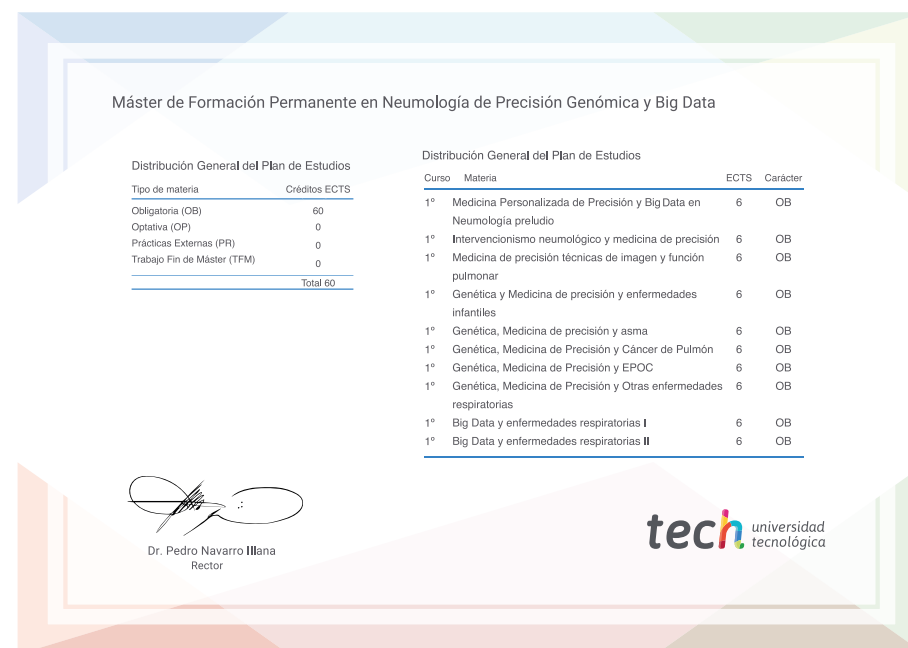 Máster de Formación Permanente en Neumología de Precisión Genómica y Big Data
Distribución General del Plan de Estudios
Tipo de materia Créditos ECTS
Obligatoria (OB) 60
Optativa (OP) 0
Prácticas Externas (PR) 0
Trabajo Fin de Máster (TFM) 0
Total 60
Distribución General del Plan de Estudios
Curso Materia ECTS Carácter
1º Medicina Personalizada de Precisión y Big Data en 6 OB
Neumología preludio
1º Intervencionismo neumológico y medicina de precisión 6 OB
1º Medicina de precisión técnicas de imagen y función 6 OB
pulmonar
1º Genética y Medicina de precisión y enfermedades 6 OB
infantiles
1º Genética, Medicina de precisión y asma 6 OB
1º Genética, Medicina de Precisión y Cáncer de Pulmón 6 OB
1º Genética, Medicina de Precisión y EPOC 6 OB
1º Genética, Medicina de Precisión y Otras enfermedades 6 OB
respiratorias
1º Big Data y enfermedades respiratorias I 6 OB
1º Big Data y enfermedades respiratorias II 6 OB
Dr. Pedro Navarro Illana
Rector
tech universidad
tecnológica